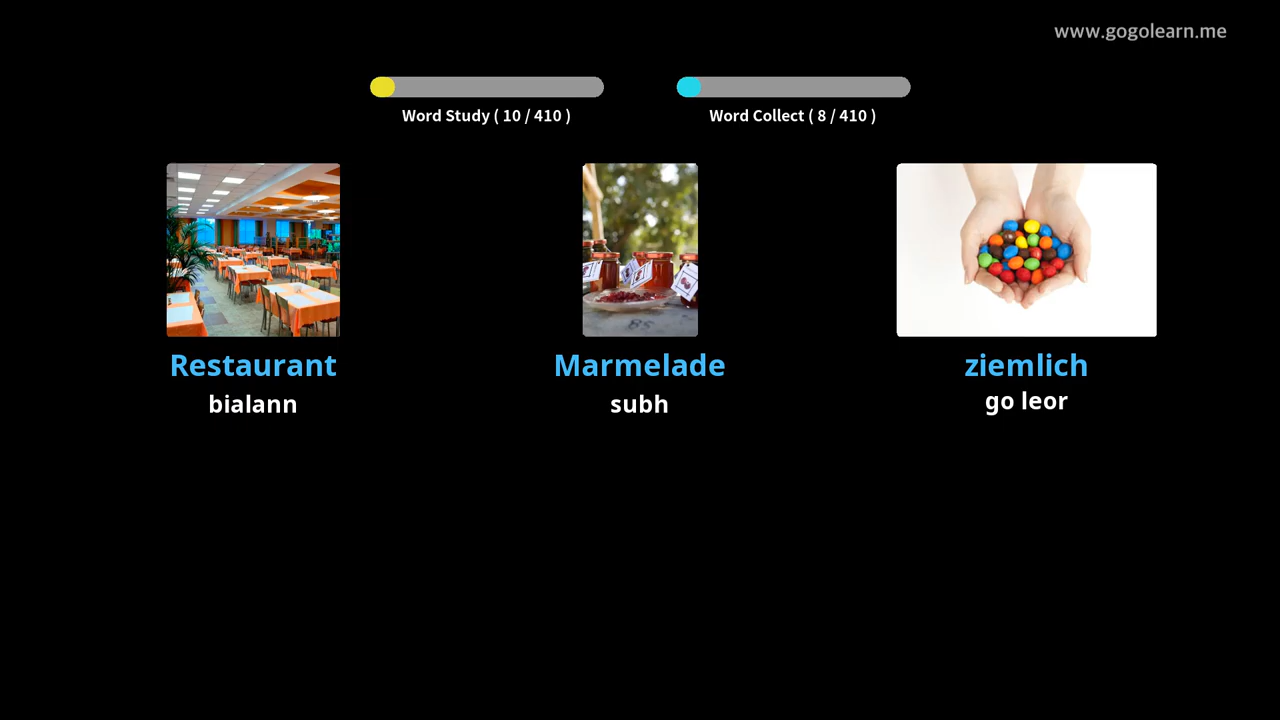 www.gogolearn.me
Word Study ( 10 / 410 )
Word Collect ( 8 / 410 )
Restaurant
bialann
Marmelade
subh
ziemlich
go leor